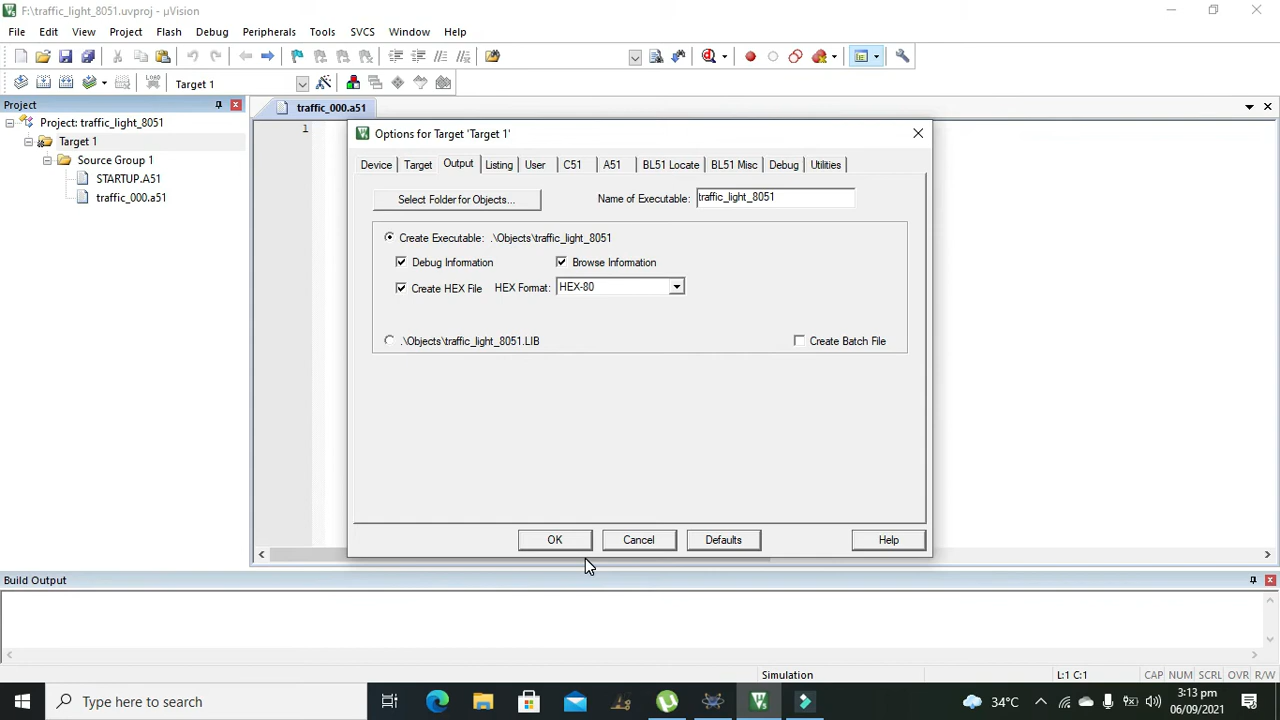 F:\traffic_light_8051.uvproj - µVision
File Edit View Project Flash Debug Peripherals Tools SVCS Window Help
LOAD Target 1
Project
Project: traffic_light_8051
Target 1
Source Group 1
STARTUP.A51
traffic_000.a51
traffic_000.a51
1
Options for Target 'Target 1'
Device Target Output Listing User C51 A51 BL51 Locate BL51 Misc Debug Utilities
Select Folder for Objects... Name of Executable: traffic_light_8051
Create Executable: .\Objects\traffic_light_8051
Debug Information Browse Information
Create HEX File HEX Format: HEX-80
.\Objects\traffic_light_8051.LIB Create Batch File
OK Cancel Defaults Help
Build Output
Simulation L:1 C:1 CAP NUM SCRL OVR R/W
Type here to search 34°C 3:13 pm
06/09/2021